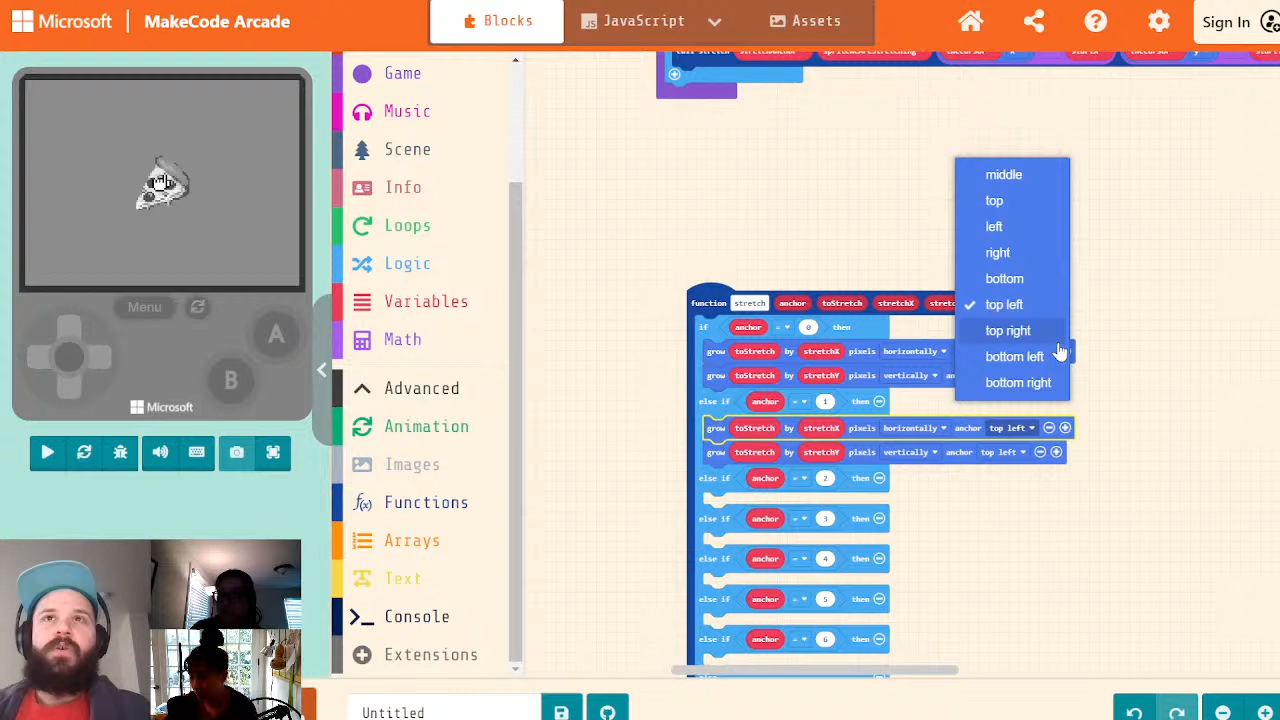 Microsoft | MakeCode Arcade
Blocks
JavaScript
Assets
Sign In
Game
Music
Scene
Info
Loops
Logic
Variables
Math
Advanced
Animation
Images
Functions
Arrays
Text
Console
Extensions
Menu
A
B
Microsoft
middle
top
left
right
bottom
top left
top right
bottom left
bottom right
function stretch anchor toStretch stretchX
if anchor = 0 then
grow toStretch by stretchX pixels horizontally
grow toStretch by stretchY pixels vertically
else if anchor = 1 then
grow toStretch by stretchX pixels horizontally anchor top left
grow toStretch by stretchY pixels vertically anchor top left
else if anchor = 2 then
else if anchor = 3 then
else if anchor = 4 then
else if anchor = 5 then
else if anchor = 6 then
Untitled